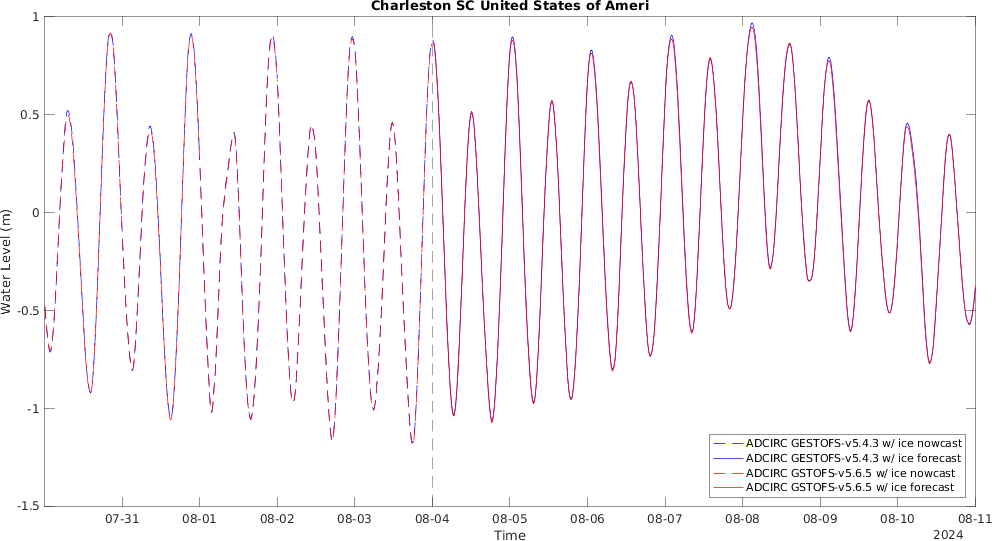 Charleston SC United States of Ameri
Water Level (m)
1
0.5
0
-0.5
-1
-1.5
ADCIRC GESTOFS-v5.4.3 w/ ice nowcast
ADCIRC GESTOFS-v5.4.3 w/ ice forecast
ADCIRC GSTOFS-v5.6.5 w/ ice nowcast
ADCIRC GSTOFS-v5.6.5 w/ ice forecast
07-31 08-01 08-02 08-03 08-04 08-05 08-06 08-07 08-08 08-09 08-10 08-11
Time
2024